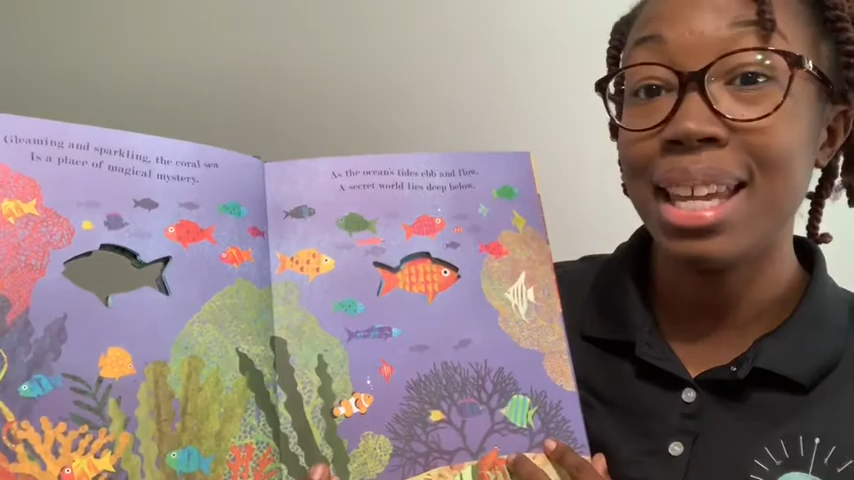 Gleaming and sparkling, the coral sea
Is a place of magical mystery.
As the ocean's tides ebb and flow,
A secret world lies deep below.